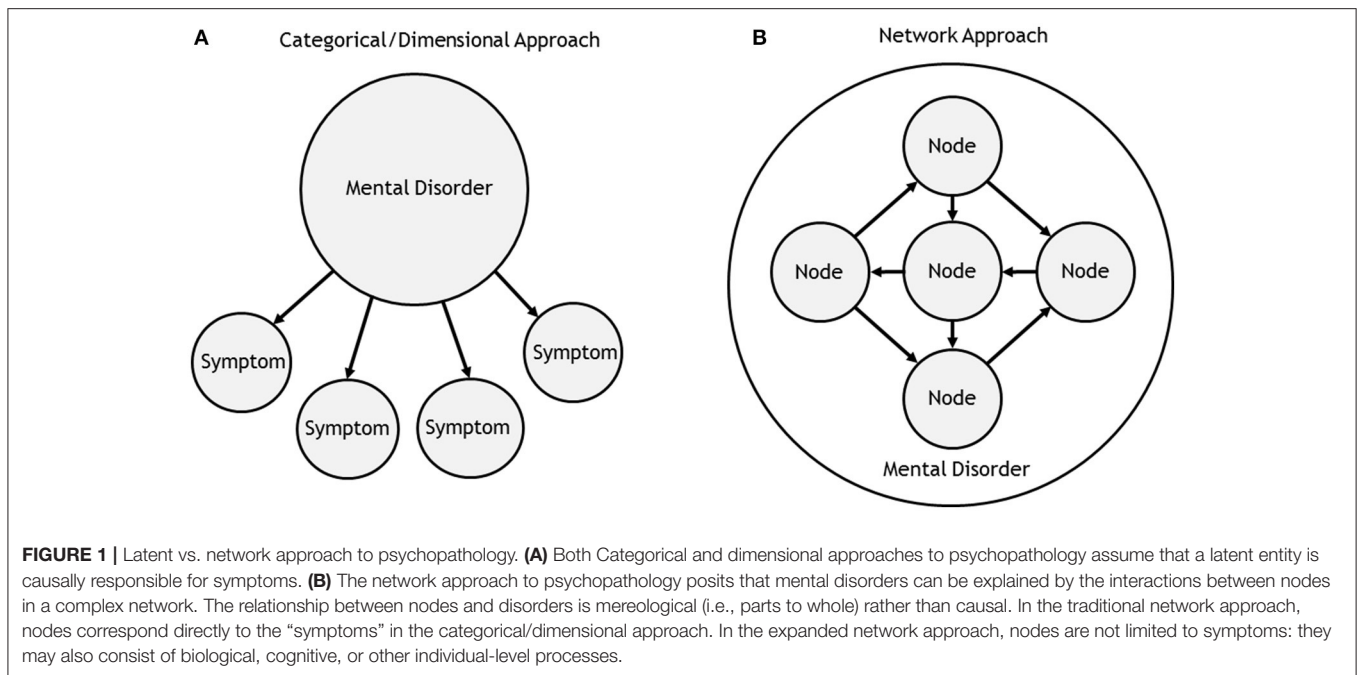 A
Categorical/Dimensional Approach
Mental Disorder
Symptom
Symptom
Symptom
Symptom
B
Network Approach
Node
Node
Node
Node
Node
Mental Disorder
FIGURE 1 | Latent vs. network approach to psychopathology. (A) Both Categorical and dimensional approaches to psychopathology assume that a latent entity is
causally responsible for symptoms. (B) The network approach to psychopathology posits that mental disorders can be explained by the interactions between nodes
in a complex network. The relationship between nodes and disorders is mereological (i.e., parts to whole) rather than causal. In the traditional network approach,
nodes correspond directly to the “symptoms” in the categorical/dimensional approach. In the expanded network approach, nodes are not limited to symptoms: they
may also consist of biological, cognitive, or other individual-level processes.